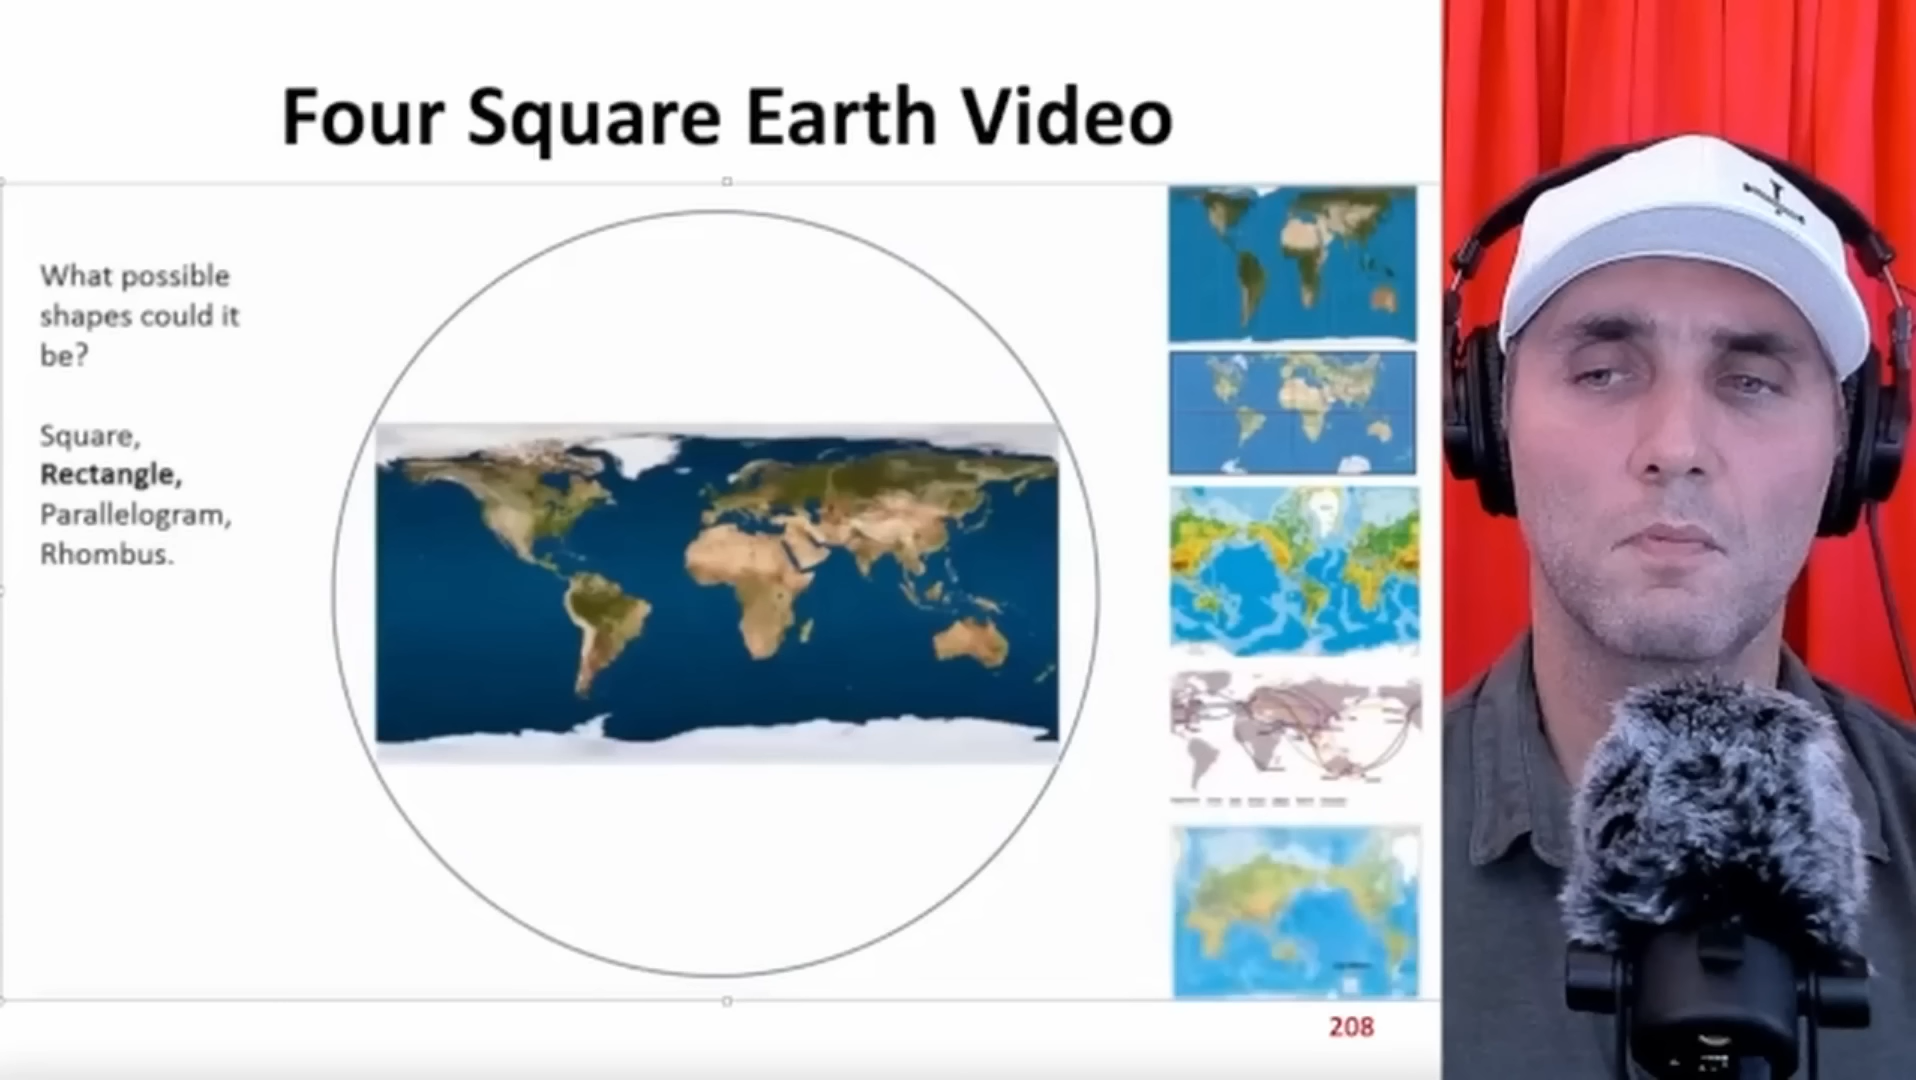 Four Square Earth Video
What possible
shapes could it
be?
Square,
Rectangle,
Parallelogram,
Rhombus.
208